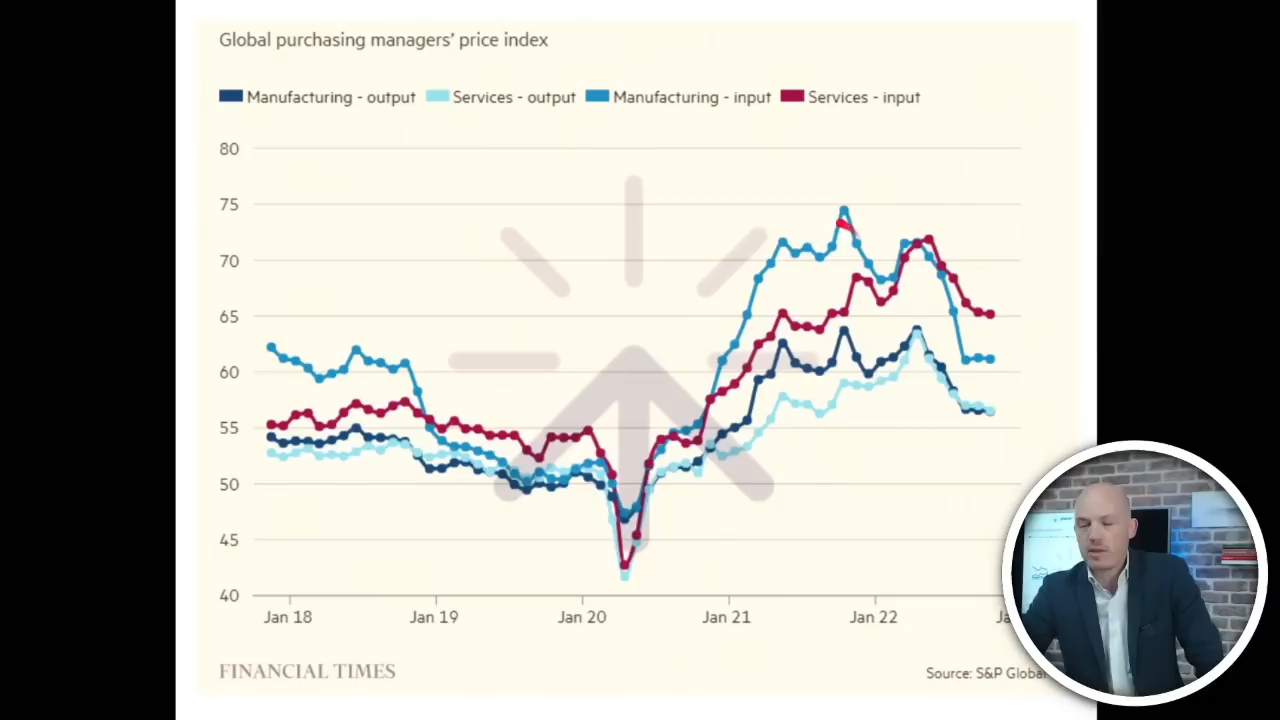 Global purchasing managers' price index
Manufacturing - output Services - output Manufacturing - input Services - input
80
75
70
65
60
55
50
45
40
Jan 18 Jan 19 Jan 20 Jan 21 Jan 22
FINANCIAL TIMES Source: S&P Global